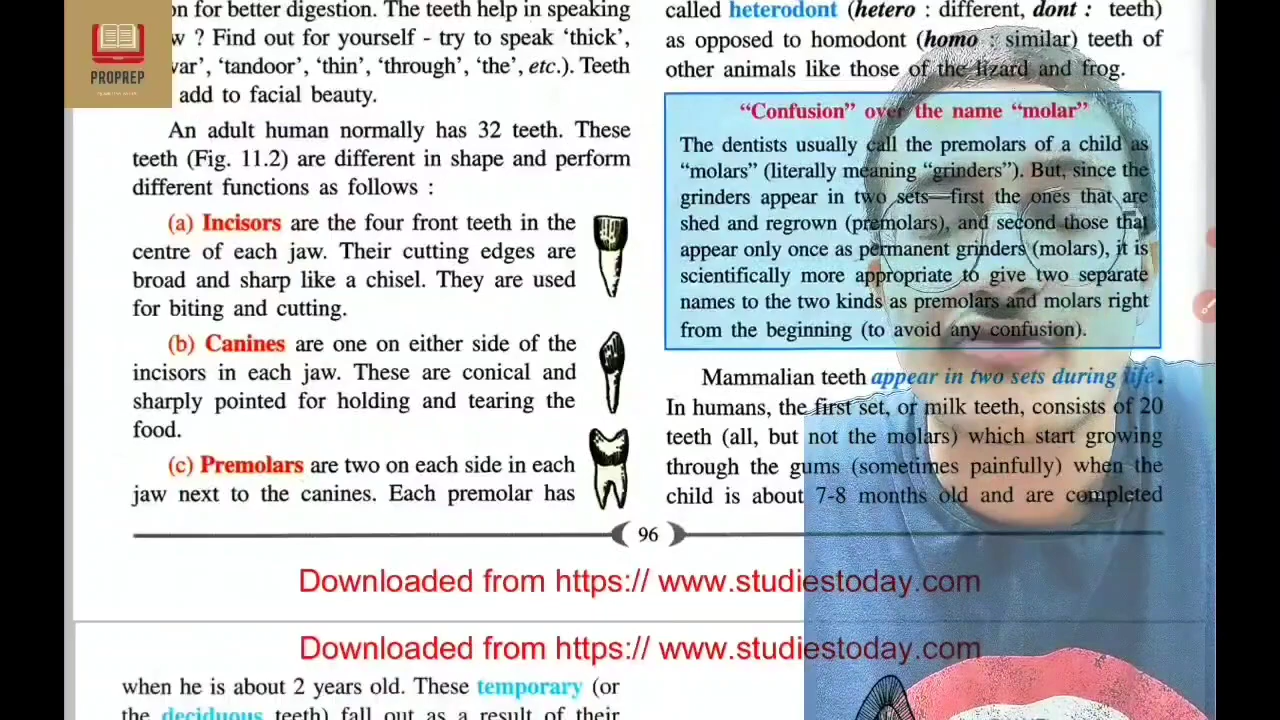 PROPREP
on for better digestion. The teeth help in speaking
w ? Find out for yourself - try to speak ‘thick’,
var’, ‘tandoor’, ‘thin’, ‘through’, ‘the’, etc.). Teeth
add to facial beauty.
An adult human normally has 32 teeth. These
teeth (Fig. 11.2) are different in shape and perform
different functions as follows :
(a) Incisors are the four front teeth in the
centre of each jaw. Their cutting edges are
broad and sharp like a chisel. They are used
for biting and cutting.
(b) Canines are one on either side of the
incisors in each jaw. These are conical and
sharply pointed for holding and tearing the
food.
(c) Premolars are two on each side in each
jaw next to the canines. Each premolar has
called heterodont (hetero : different, dont : teeth)
as opposed to homodont (homo : similar) teeth of
other animals like those of the lizard and frog.
“Confusion” over the name “molar”
The dentists usually call the premolars of a child as
“molars” (literally meaning “grinders”). But, since the
grinders appear in two sets—first the ones that are
shed and regrown (premolars), and second those that
appear only once as permanent grinders (molars), it is
scientifically more appropriate to give two separate
names to the two kinds as premolars and molars right
from the beginning (to avoid any confusion).
Mammalian teeth appear in two sets during life.
In humans, the first set, or milk teeth, consists of 20
teeth (all, but not the molars) which start growing
through the gums (sometimes painfully) when the
child is about 7-8 months old and are completed
96
Downloaded from https:// www.studiestoday.com
Downloaded from https:// www.studiestoday.com
when he is about 2 years old. These temporary (or
the deciduous teeth) fall out as a result of their